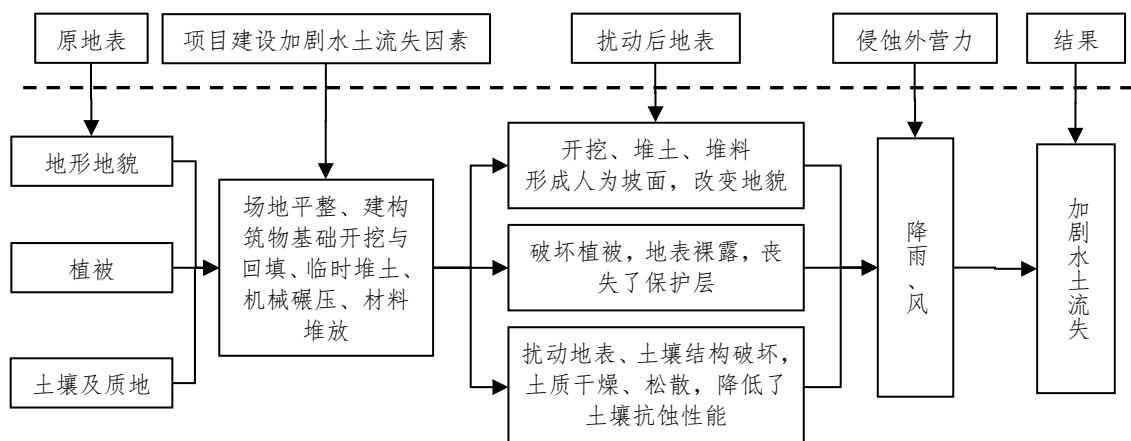 原地表
项目建设加剧水土流失因素
扰动后地表
侵蚀外营力
结果
地形地貌
植被
土壤及质地
场地平整、建构
筑物基础开挖与
回填、临时堆土、
机械碾压、材料
堆放
开挖、堆土、堆料
形成人为坡面，改变地貌
破坏植被，地表裸露，丧
失了保护层
扰动地表、土壤结构破坏，
土质干燥、松散，降低了
土壤抗蚀性能
降雨、风
加剧水土流失